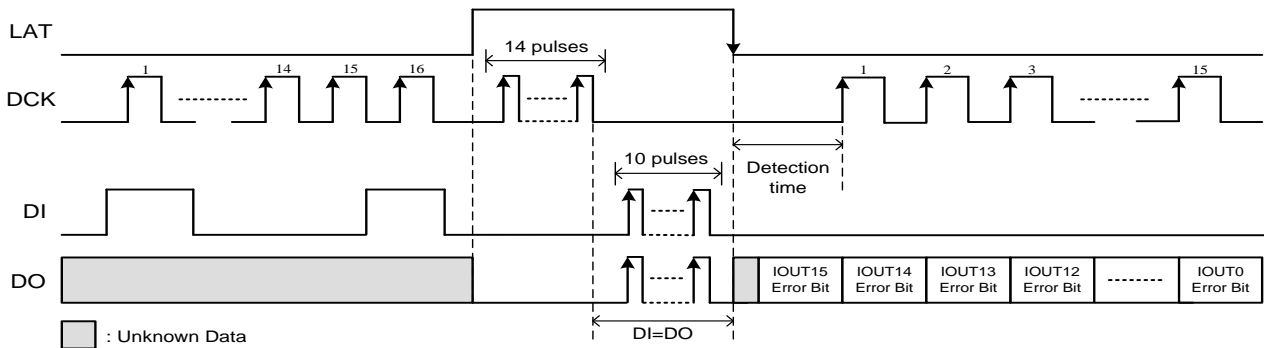 LAT
14 pulses
1
14
15
16
1
2
3
15
DCK
10 pulses
Detection
time
DI
DO
IOUT15
Error Bit
IOUT14
Error Bit
IOUT13
Error Bit
IOUT12
Error Bit
IOUT0
Error Bit
: Unknown Data
DI=DO